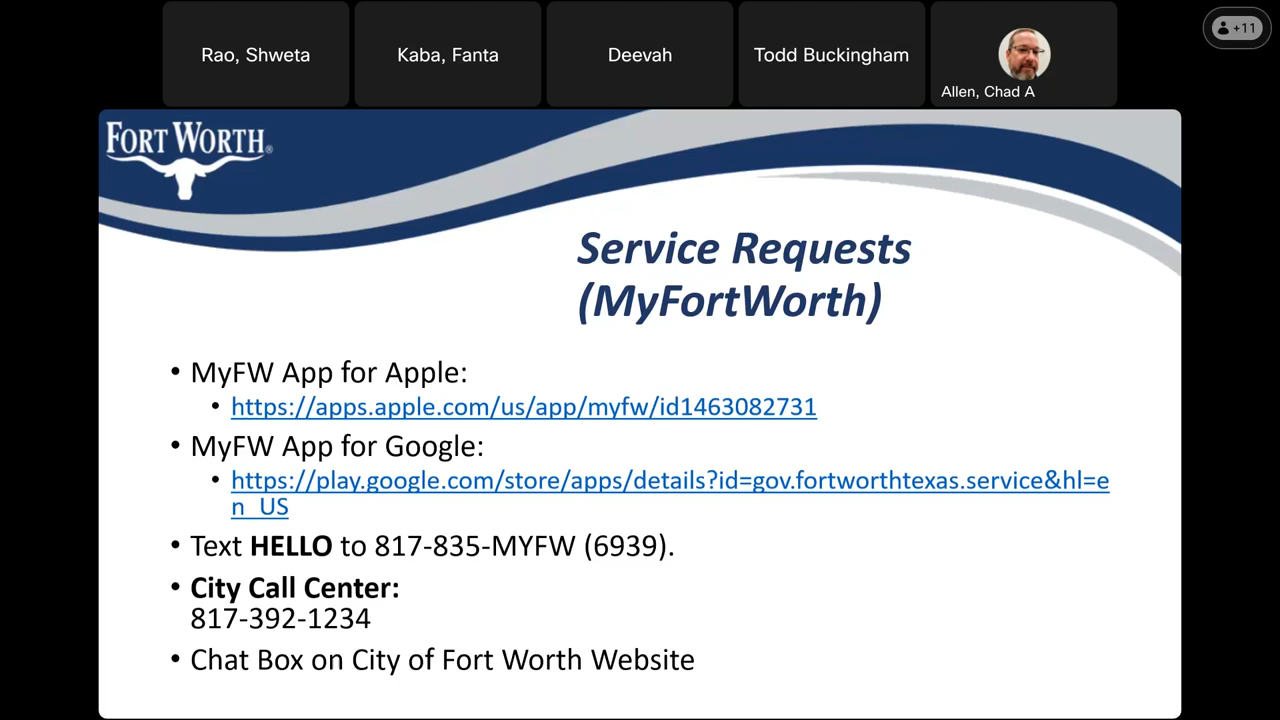 Rao, Shweta
Kaba, Fanta
Deevah
Todd Buckingham
Allen, Chad A
+11
FORT WORTH®
Service Requests
(MyFortWorth)
• MyFW App for Apple:
• https://apps.apple.com/us/app/myfw/id1463082731
• MyFW App for Google:
• https://play.google.com/store/apps/details?id=gov.fortworthtexas.service&hl=e
n_US
• Text HELLO to 817-835-MYFW (6939).
• City Call Center:
817-392-1234
• Chat Box on City of Fort Worth Website